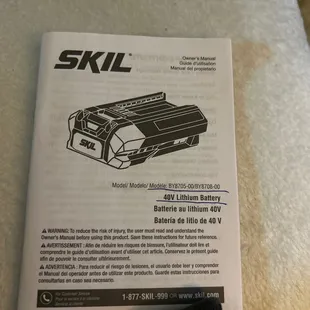 SKIL®
Owner's Manual
Guide d'utilisation
Manual del propietario
SKIL
Model/ Modelo/ Modèle: BY8705-00/BY8708-00
40V Lithium Battery
Batterie au lithium 40V
Batería de litio de 40 V
WARNING: To reduce the risk of injury, the user must read and understand the
Owner's Manual before using this product. Save these instructions for future reference.
AVERTISSEMENT : Afin de réduire les risques de blessure, l'utilisateur doit lire et
comprendre le guide d'utilisation avant d'utiliser cet article. Conservez le présent guide
afin de pouvoir le consulter ultérieurement.
ADVERTENCIA : Para reducir el riesgo de lesiones, el usuario debe leer y comprender
el Manual del operador antes de utilizar este producto. Guarde estas instrucciones para
consultarlas en caso sea necesario.
For Customer Service
1-877-SKIL-999 OR www.skil.com